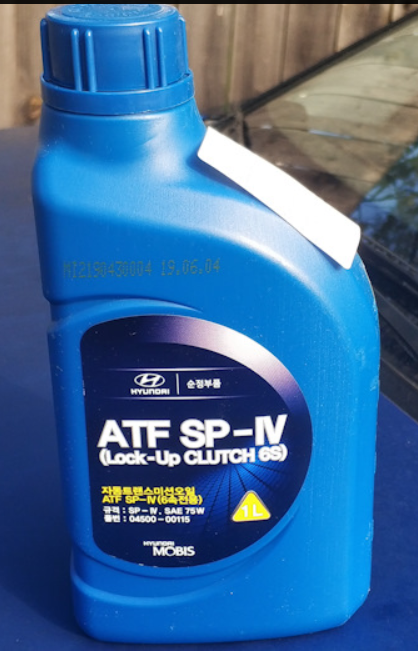 MI2190430004 19.06.04
HYUNDAI 순정부품
ATF SP-IV
(Lock-Up CLUTCH 6S)
자동트랜스미션오일
ATF SP-IV(6속전용)
규격 : SP-IV, SAE 75W
품번 : 04500-00115
1L
HYUNDAI
MOBIS